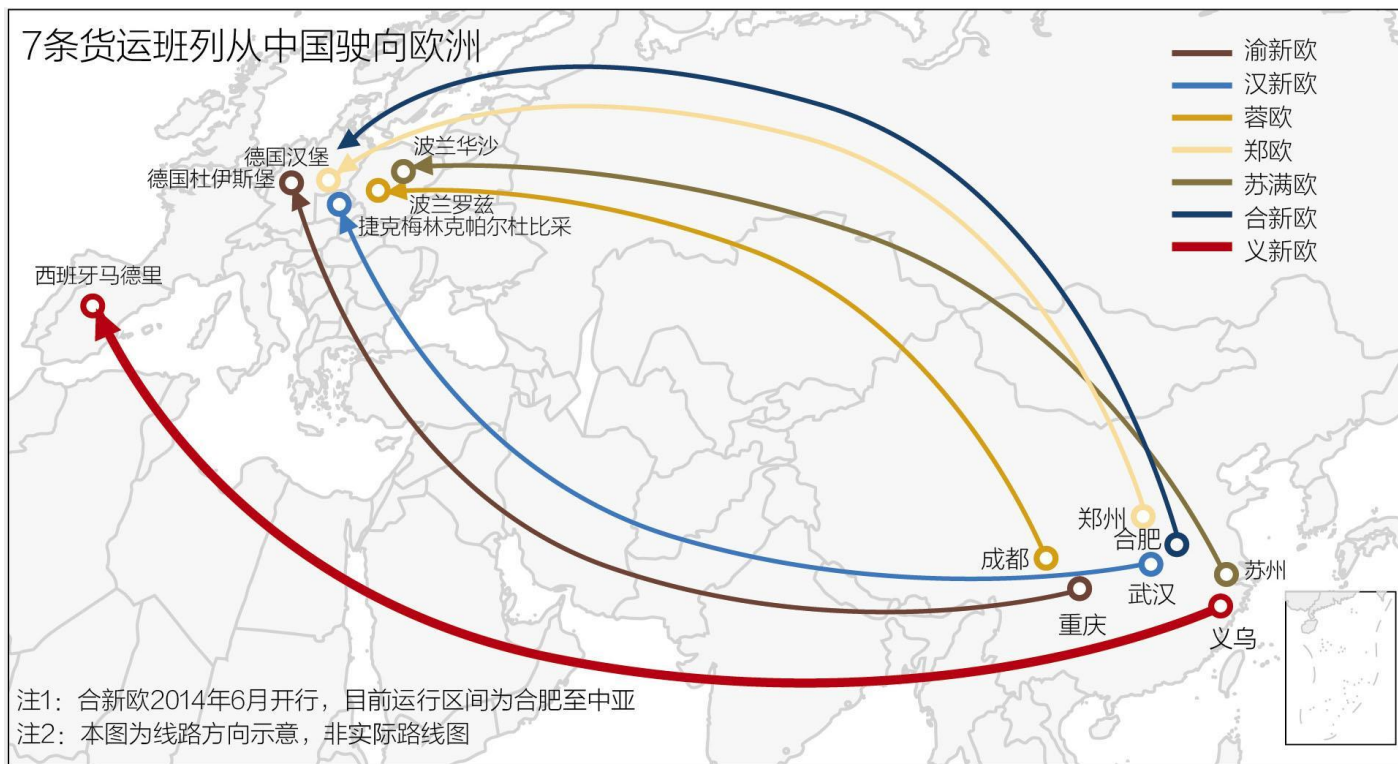 7条货运班列从中国驶向欧洲
渝新欧
汉新欧
蓉欧
郑欧
苏满欧
合新欧
义新欧
波兰华沙
德国汉堡
德国杜伊斯堡
波兰罗兹
捷克梅林克帕尔杜比采
西班牙马德里
郑州
合肥
成都
苏州
武汉
重庆
义乌
注1：合新欧2014年6月开行，目前运行区间为合肥至中亚
注2：本图为线路方向示意，非实际路线图